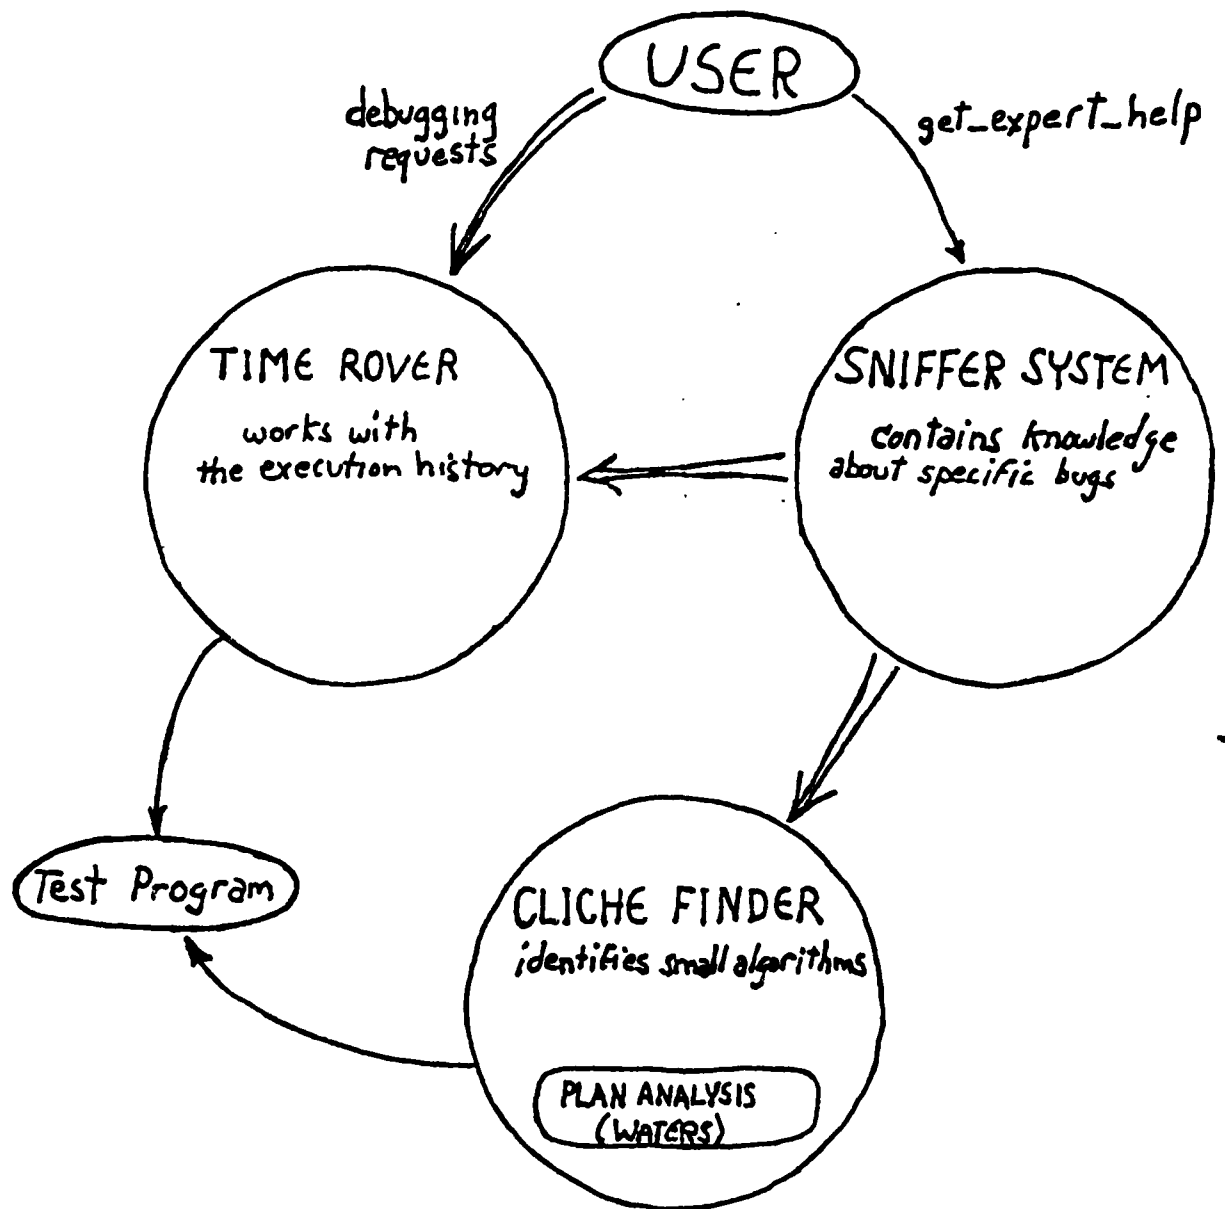 USER
debugging
requests
get_expert_help
TIME ROVER
works with
the execution history
SNIFFER SYSTEM
contains knowledge
about specific bugs
Test Program
CLICHE FINDER
identifies small algorithms
PLAN ANALYSIS
(WATERS)